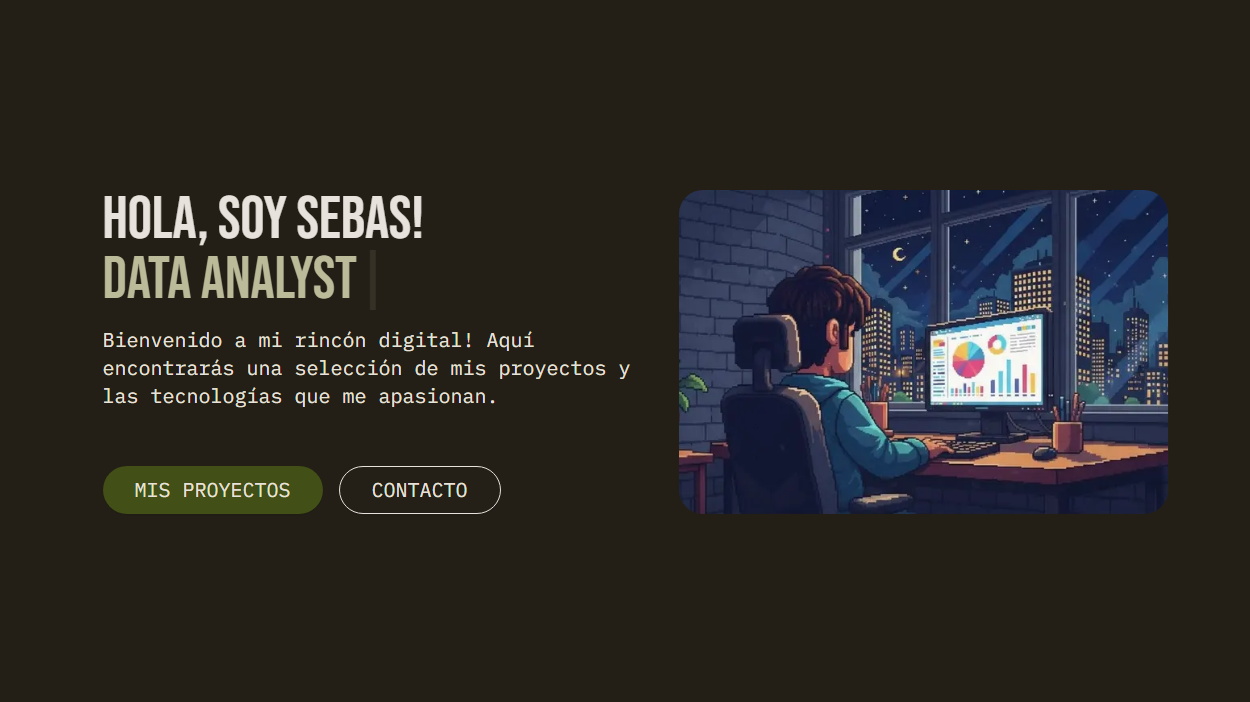 HOLA, SOY SEBAS!
DATA ANALYST
Bienvenido a mi rincón digital! Aquí
encontrarás una selección de mis proyectos y
las tecnologías que me apasionan.
MIS PROYECTOS
CONTACTO